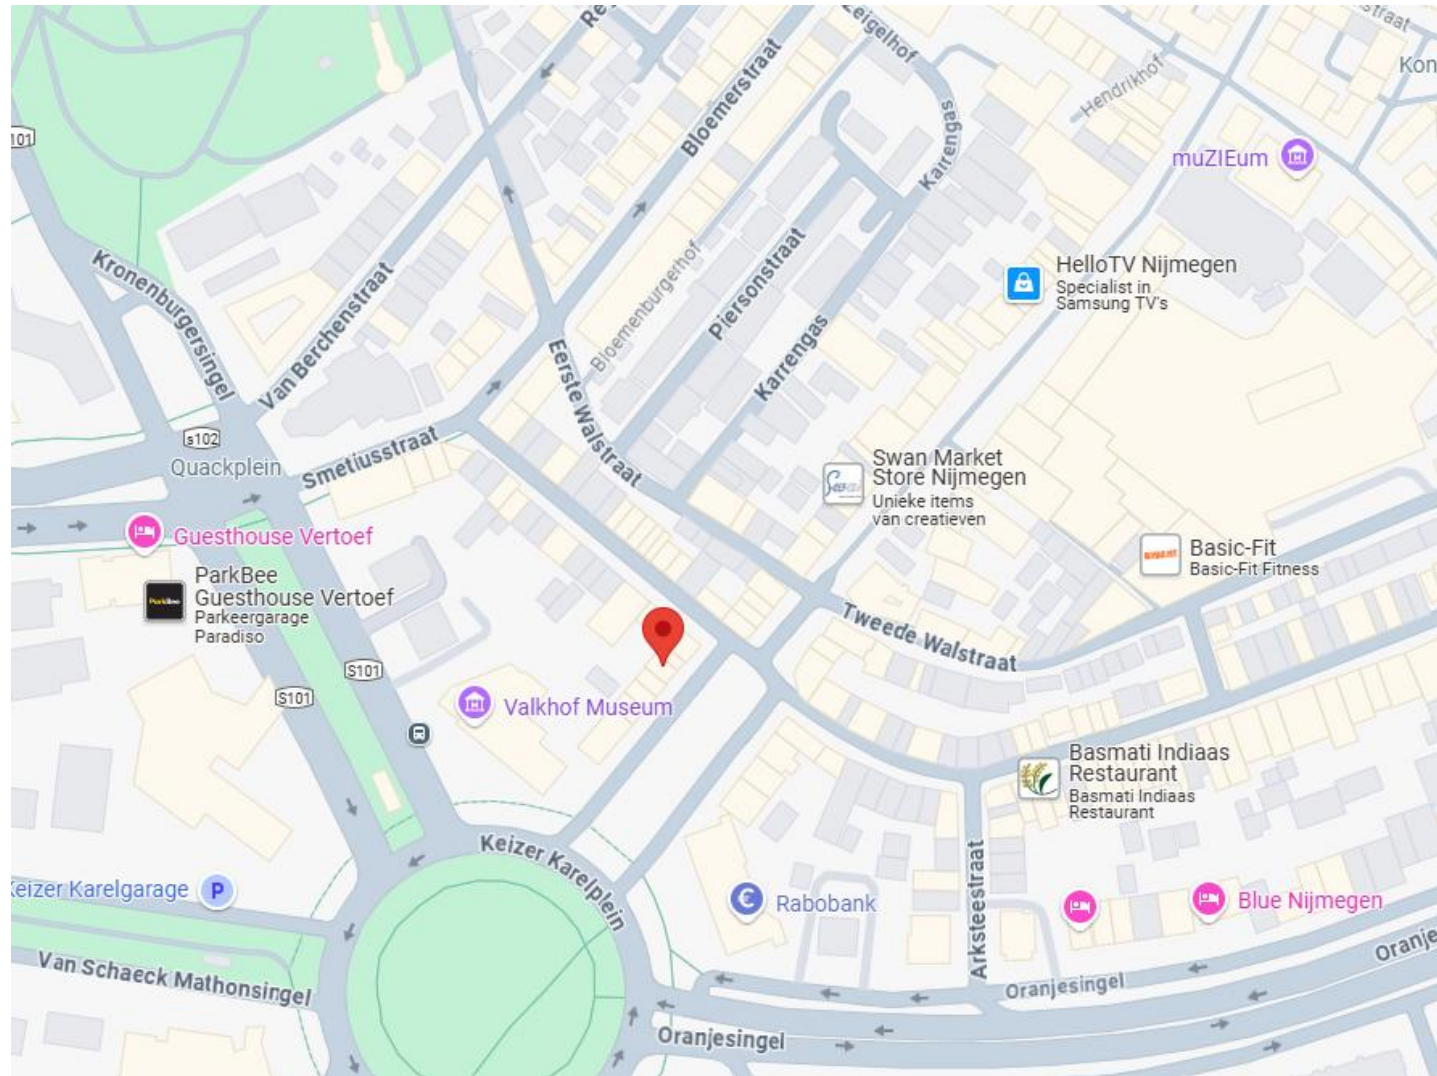 Zeigelhof
straat
Kon
Hendrikhof
Bloemerstraat
Karrengas
muZIEum
101
Kronenburgersingel
Van Berchenstraat
Bloemenburgerhof
Piersonstraat
HelloTV Nijmegen
Specialist in
Samsung TV's
Karrengas
Eerste Walstraat
s102
Quackplein
Smetiusstraat
Swan Market
Store Nijmegen
Unieke items
van creatieven
Guesthouse Vertoef
Basic-Fit
Basic-Fit Fitness
ParkBee
Guesthouse Vertoef
Parkeergarage
Paradiso
Tweede Walstraat
S101
S101
Valkhof Museum
Basmati Indiaas
Restaurant
Basmati Indiaas
Restaurant
Keizer Karelplein
Keizer Karelgarage
P
Rabobank
Arksteestraat
Blue Nijmegen
Van Schaeck Mathonsingel
Oranjesingel
Oranje
Oranjesingel